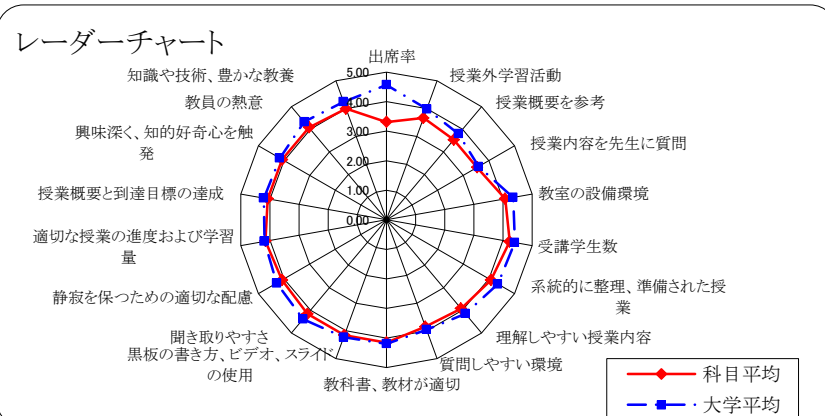 レーダーチャート
出席率
授業外学習活動
授業概要を参考
授業内容を先生に質問
教室の設備環境
受講学生数
系統的に整理、準備された授
業
理解しやすい授業内容
質問しやすい環境
教科書、教材が適切
黒板の書き方、ビデオ、スライド
の使用
聞き取りやすさ
静寂を保つための適切な配慮
適切な授業の進度および学習
量
授業概要と到達目標の達成
興味深く、知的好奇心を触
発
教員の熱意
知識や技術、豊かな教養
5.00
4.00
3.00
2.00
1.00
0.00
科目平均
大学平均